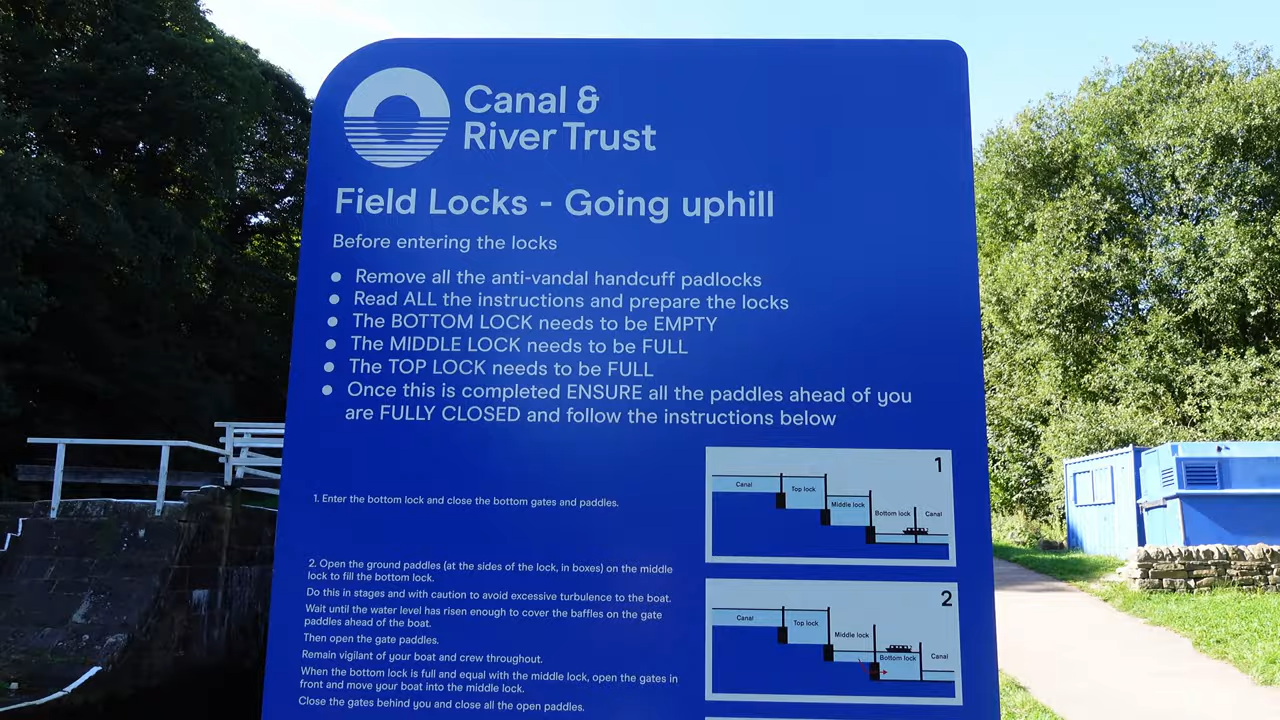 Canal &
River Trust
Field Locks - Going uphill
Before entering the locks
Remove all the anti-vandal handcuff padlocks
Read ALL the instructions and prepare the locks
The BOTTOM LOCK needs to be EMPTY
The MIDDLE LOCK needs to be FULL
The TOP LOCK needs to be FULL
Once this is completed ENSURE all the paddles ahead of you
are FULLY CLOSED and follow the instructions below
1. Enter the bottom lock and close the bottom gates and paddles.
1
Canal
Top lock
Middle lock
Bottom lock
Canal
2. Open the ground paddles (at the sides of the lock, in boxes) on the middle
lock to fill the bottom lock.
Do this in stages and with caution to avoid excessive turbulence to the boat.
Wait until the water level has risen enough to cover the baffles on the gate
paddles ahead of the boat.
Then open the gate paddles.
Remain vigilant of your boat and crew throughout.
When the bottom lock is full and equal with the middle lock, open the gates in
front and move your boat into the middle lock.
Close the gates behind you and close all the open paddles.
2
Canal
Top lock
Middle lock
Bottom lock
Canal